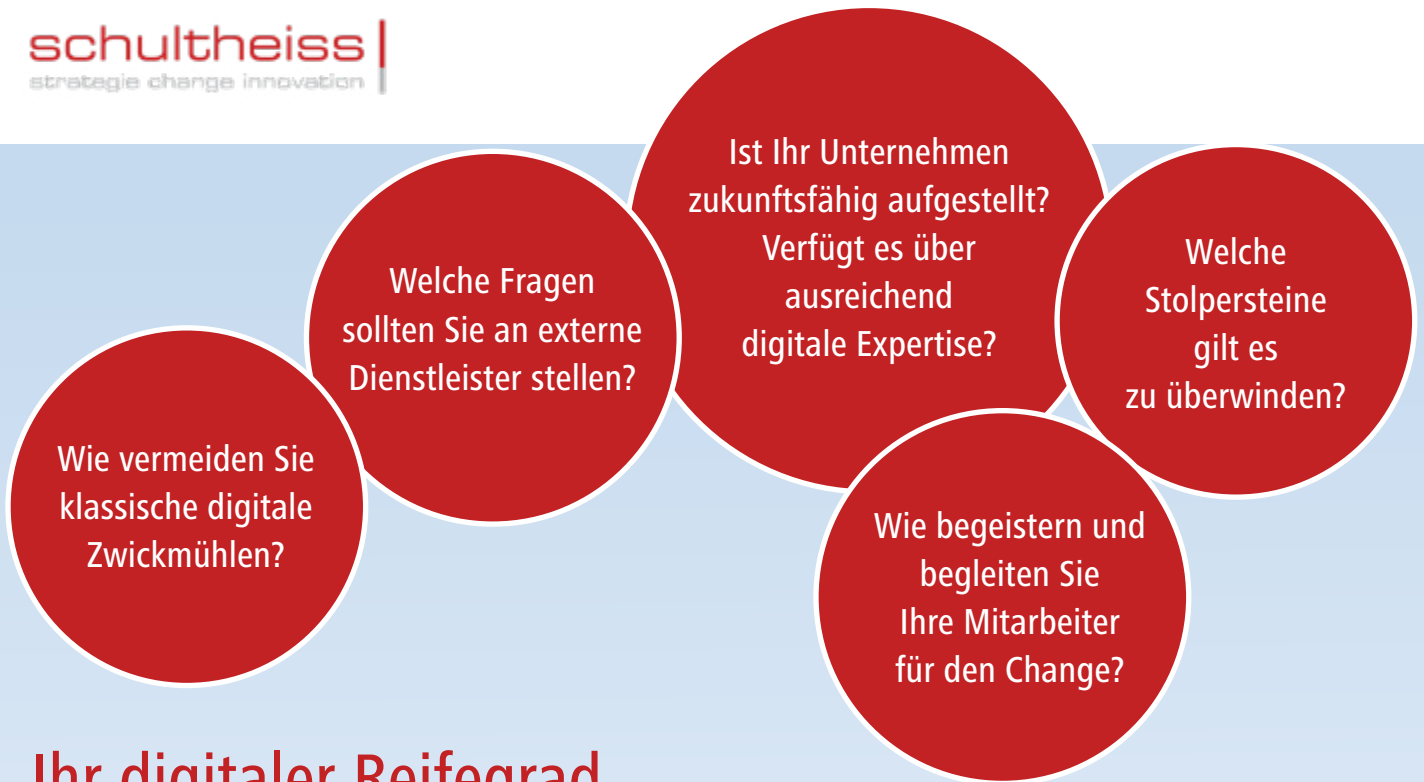 schultheiss
strategie change innovation
Ist Ihr Unternehmen
zukunftsfähig aufgestellt?
Verfügt es über
ausreichend
digitale Expertise?
Welche Fragen
sollten Sie an externe
Dienstleister stellen?
Welche
Stolpersteine
gilt es
zu überwinden?
Wie vermeiden Sie
klassische digitale
Zwickmühlen?
Wie begeistern und
begleiten Sie
Ihre Mitarbeiter
für den Change?
Ihr digitaler Reifegrad